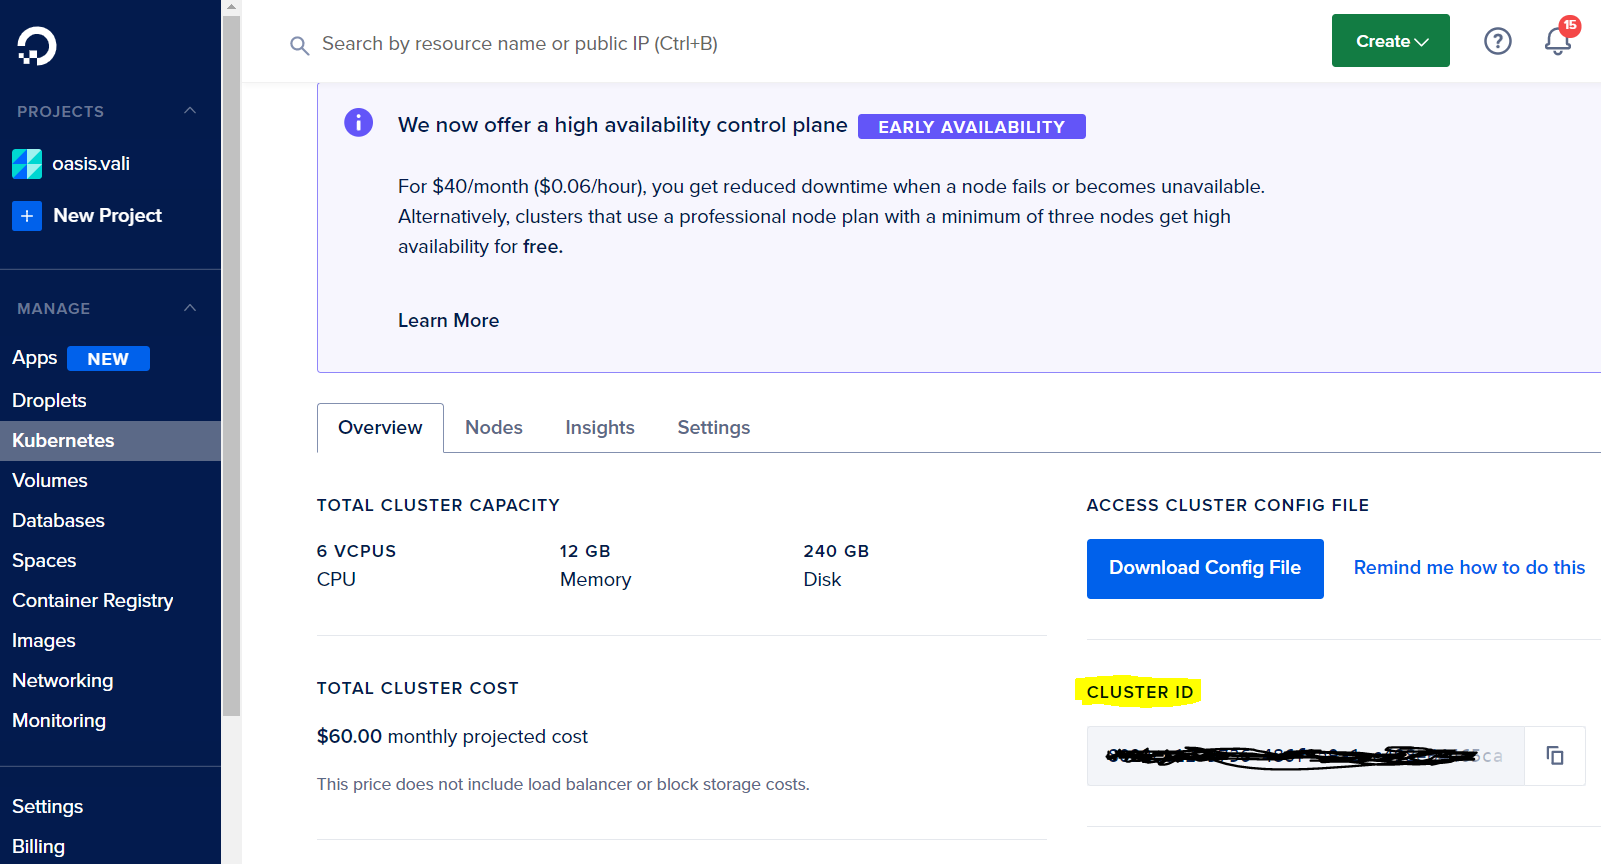 Search by resource name or public IP (Ctrl+B)
Create
15
PROJECTS
oasis.vali
New Project
MANAGE
Apps NEW
Droplets
Kubernetes
Volumes
Databases
Spaces
Container Registry
Images
Networking
Monitoring
Settings
Billing
We now offer a high availability control plane EARLY AVAILABILITY
For $40/month ($0.06/hour), you get reduced downtime when a node fails or becomes unavailable.
Alternatively, clusters that use a professional node plan with a minimum of three nodes get high
availability for free.
Learn More
Overview Nodes Insights Settings
TOTAL CLUSTER CAPACITY
6 VCPUS 12 GB 240 GB
CPU Memory Disk
TOTAL CLUSTER COST
$60.00 monthly projected cost
This price does not include load balancer or block storage costs.
ACCESS CLUSTER CONFIG FILE
Download Config File Remind me how to do this
CLUSTER ID